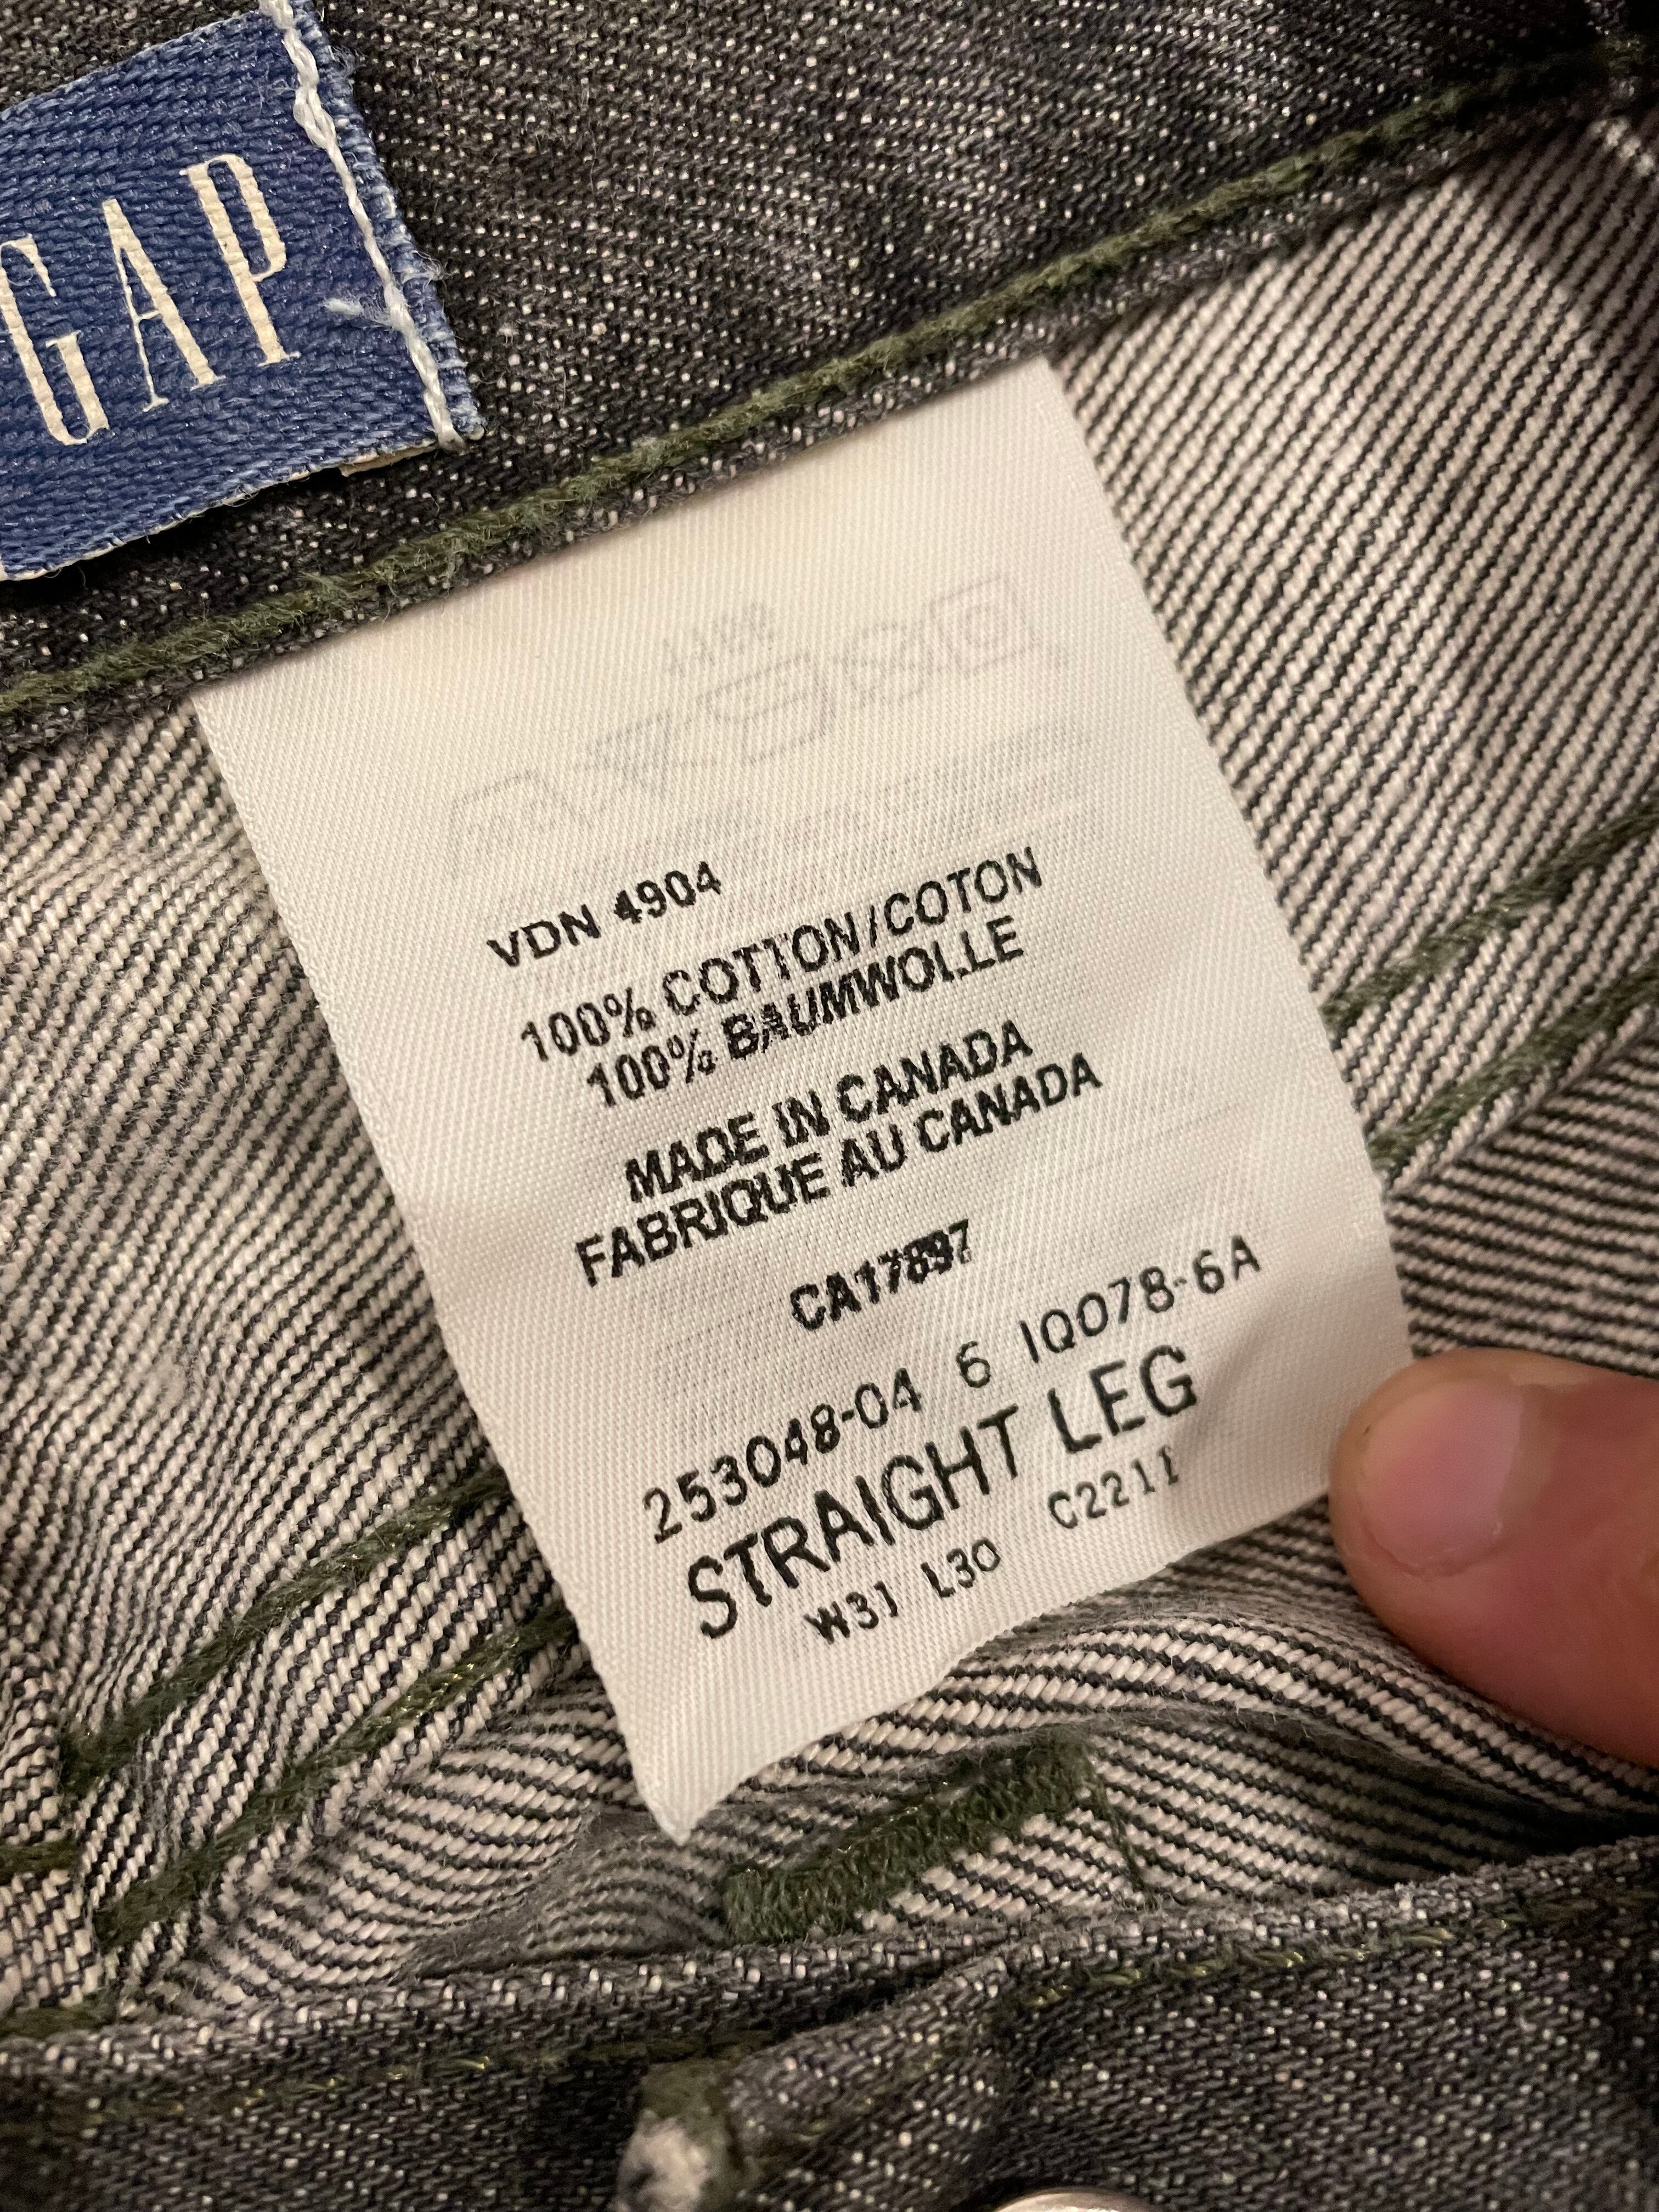 GAP
VDN 4904
100% COTTON/COTON
100% BAUMWOLLE
MADE IN CANADA
FABRIQUE AU CANADA
CA17897
253048-04 6 IQ078-6A
STRAIGHT LEG
W31 L30 C2211